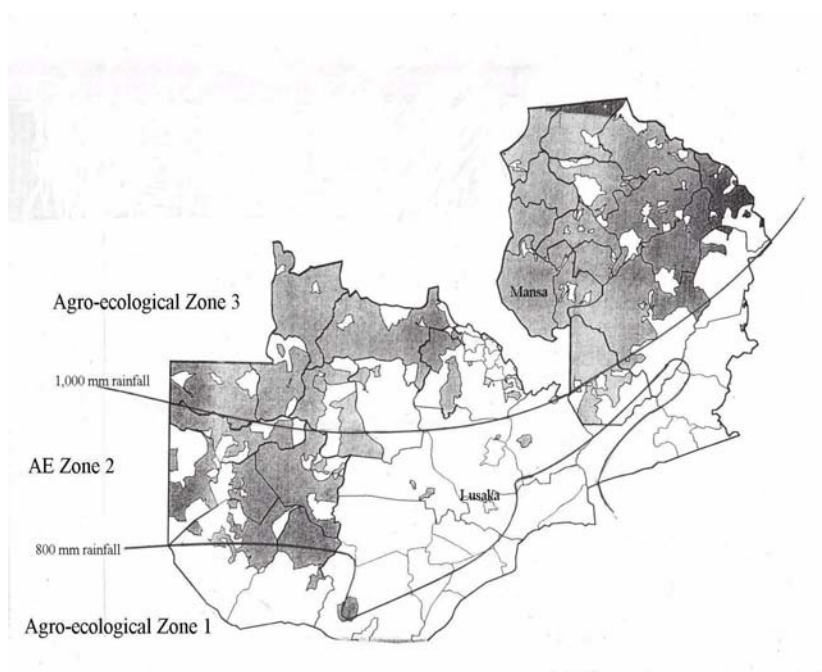 Mansa
Agro-ecological Zone 3
1,000 mm rainfall
AE Zone 2
Lusaka
800 mm rainfall
Agro-ecological Zone 1